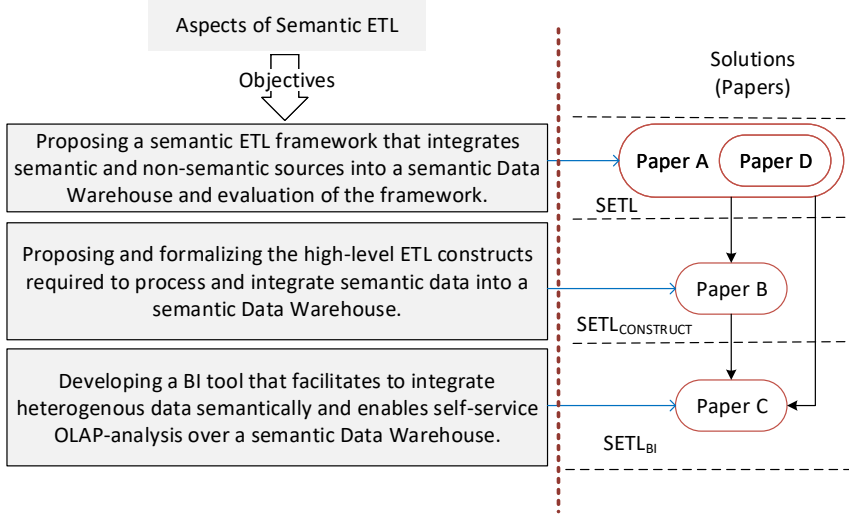 Aspects of Semantic ETL
Objectives
Solutions
(Papers)
Proposing a semantic ETL framework that integrates
semantic and non-semantic sources into a semantic Data
Warehouse and evaluation of the framework.
Paper A
Paper D
SETL
Proposing and formalizing the high-level ETL constructs
required to process and integrate semantic data into a
semantic Data Warehouse.
Paper B
SETLCONSTRUCT
Developing a BI tool that facilitates to integrate
heterogenous data semantically and enables self-service
OLAP-analysis over a semantic Data Warehouse.
Paper C
SETLBI